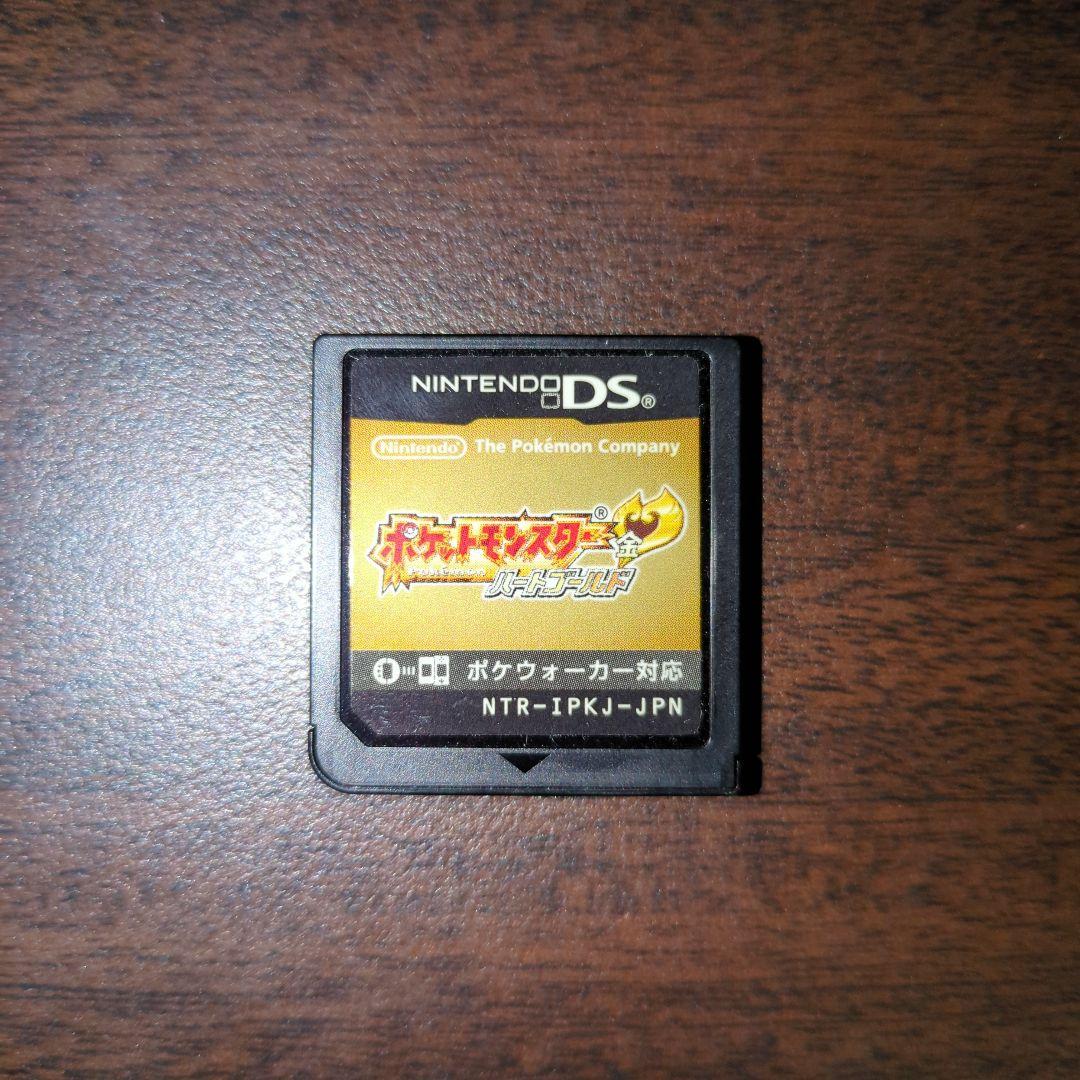 NINTENDO DS®
Nintendo® The Pokémon Company
ポケットモンスター®
金
ハートゴールド
ポケウォーカー対応
NTR-IPKJ-JPN